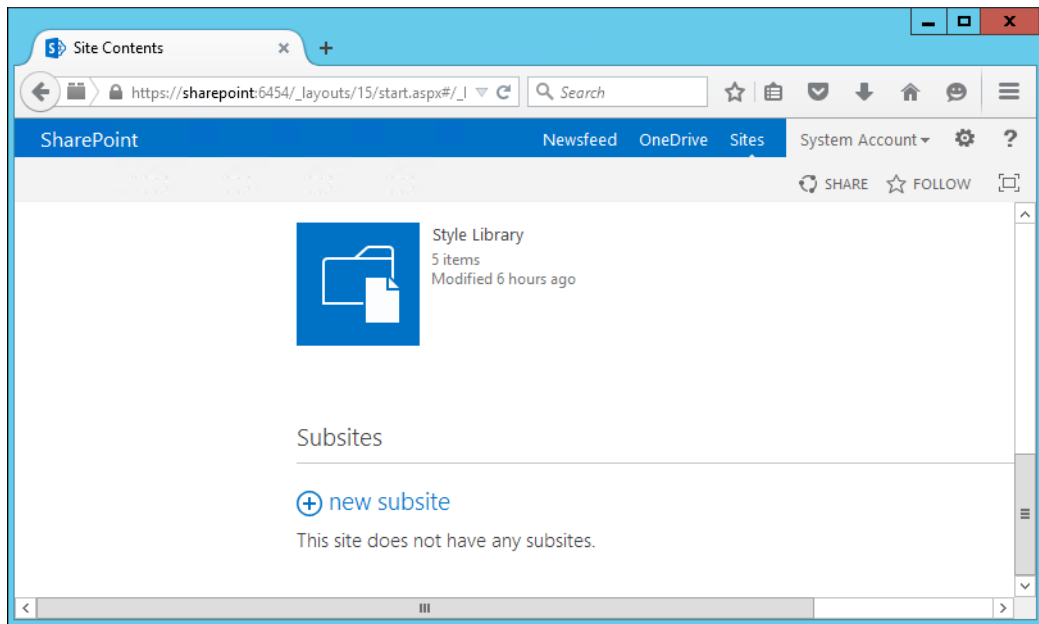 Site Contents
https://sharepoint:6454/_layouts/15/start.aspx#/_l
Search
SharePoint
Newsfeed OneDrive Sites System Account ?
SHARE FOLLOW
Style Library
5 items
Modified 6 hours ago
Subsites
new subsite
This site does not have any subsites.